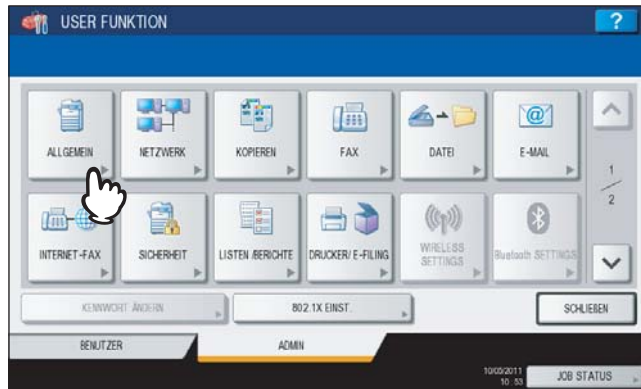 USER FUNKTION
?
ALLGEMEIN
NETZWERK
KOPIEREN
FAX
DATEI
E-MAIL
1
2
INTERNET-FAX
SICHERHEIT
LISTEN /BERICHTE
DRUCKER/ E-FILING
WIRELESS SETTINGS
Bluetooth SETTINGS
KENNWORT ÄNDERN
802.1X EINST.
SCHLIEßEN
BENUTZER
ADMIN
10/03/2011
10 53
JOB STATUS